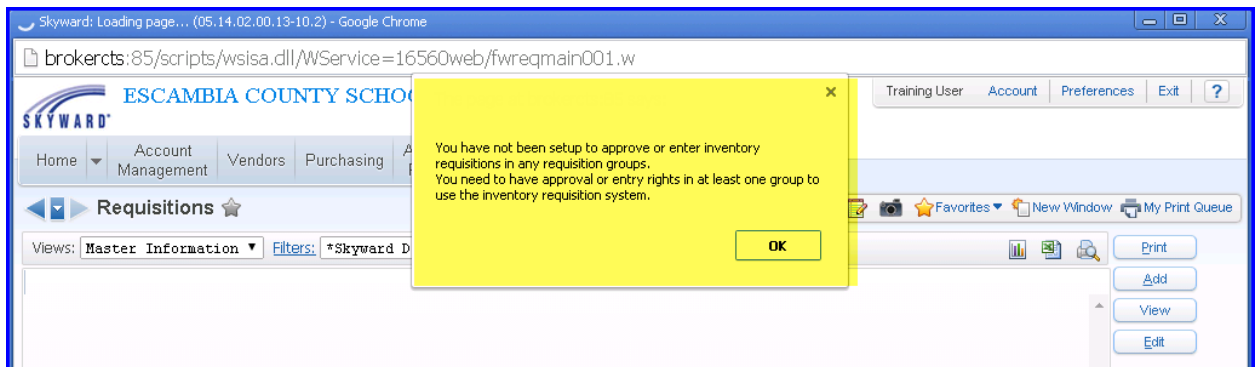 Skyward: Loading page... (05.14.02.00.13-10.2) - Google Chrome
brokercts:85/scripts/wsisa.dll/WService=16560web/fwreqmain001.w
SKYWARD
ESCAMBIA COUNTY SCHO
Training User Account Preferences Exit ?
Home Account Management Vendors Purchasing
You have not been setup to approve or enter inventory
requisitions in any requisition groups.
You need to have approval or entry rights in at least one group to
use the inventory requisition system.
OK
Requisitions
Favorites New Window My Print Queue
Views: Master Information Filters: *Skyward D
Print
Add
View
Edit